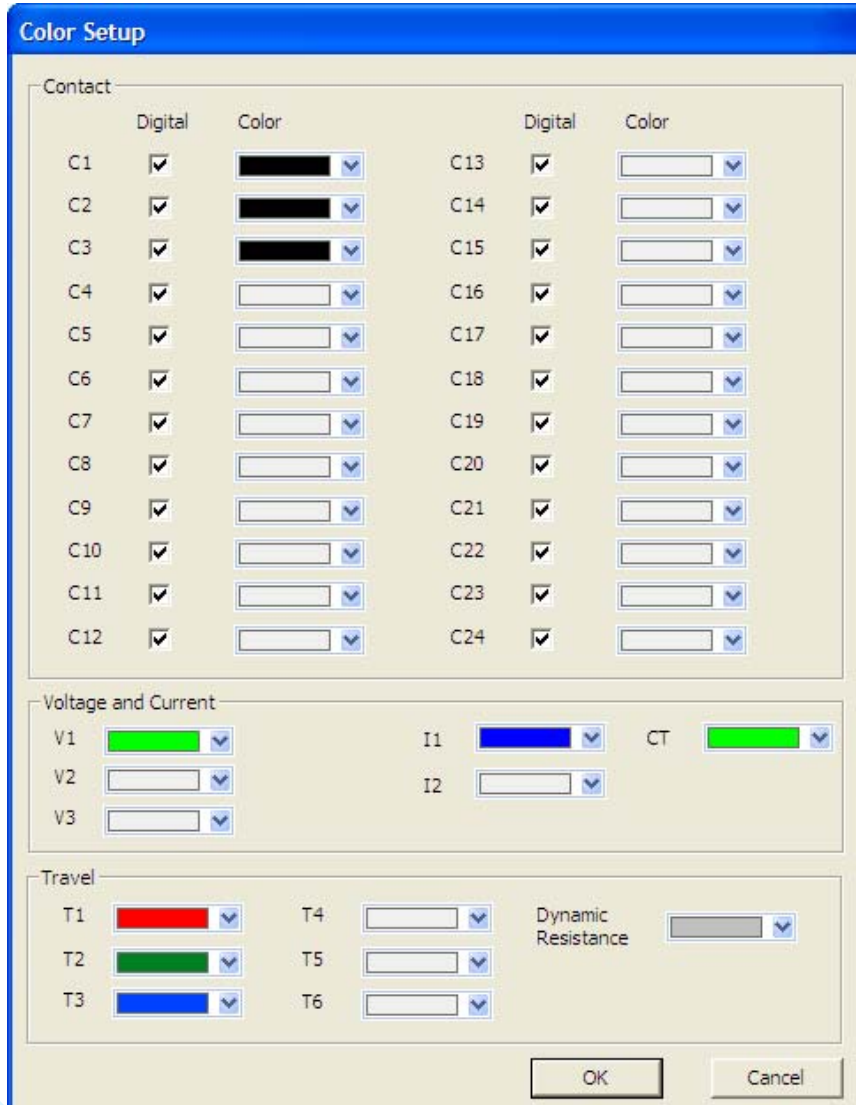 Color Setup
Contact
Digital Color Digital Color
C1 C13
C2 C14
C3 C15
C4 C16
C5 C17
C6 C18
C7 C19
C8 C20
C9 C21
C10 C22
C11 C23
C12 C24
Voltage and Current
V1 I1 CT
V2 I2
V3
Travel
T1 T4 Dynamic
Resistance
T2 T5
T3 T6
OK Cancel